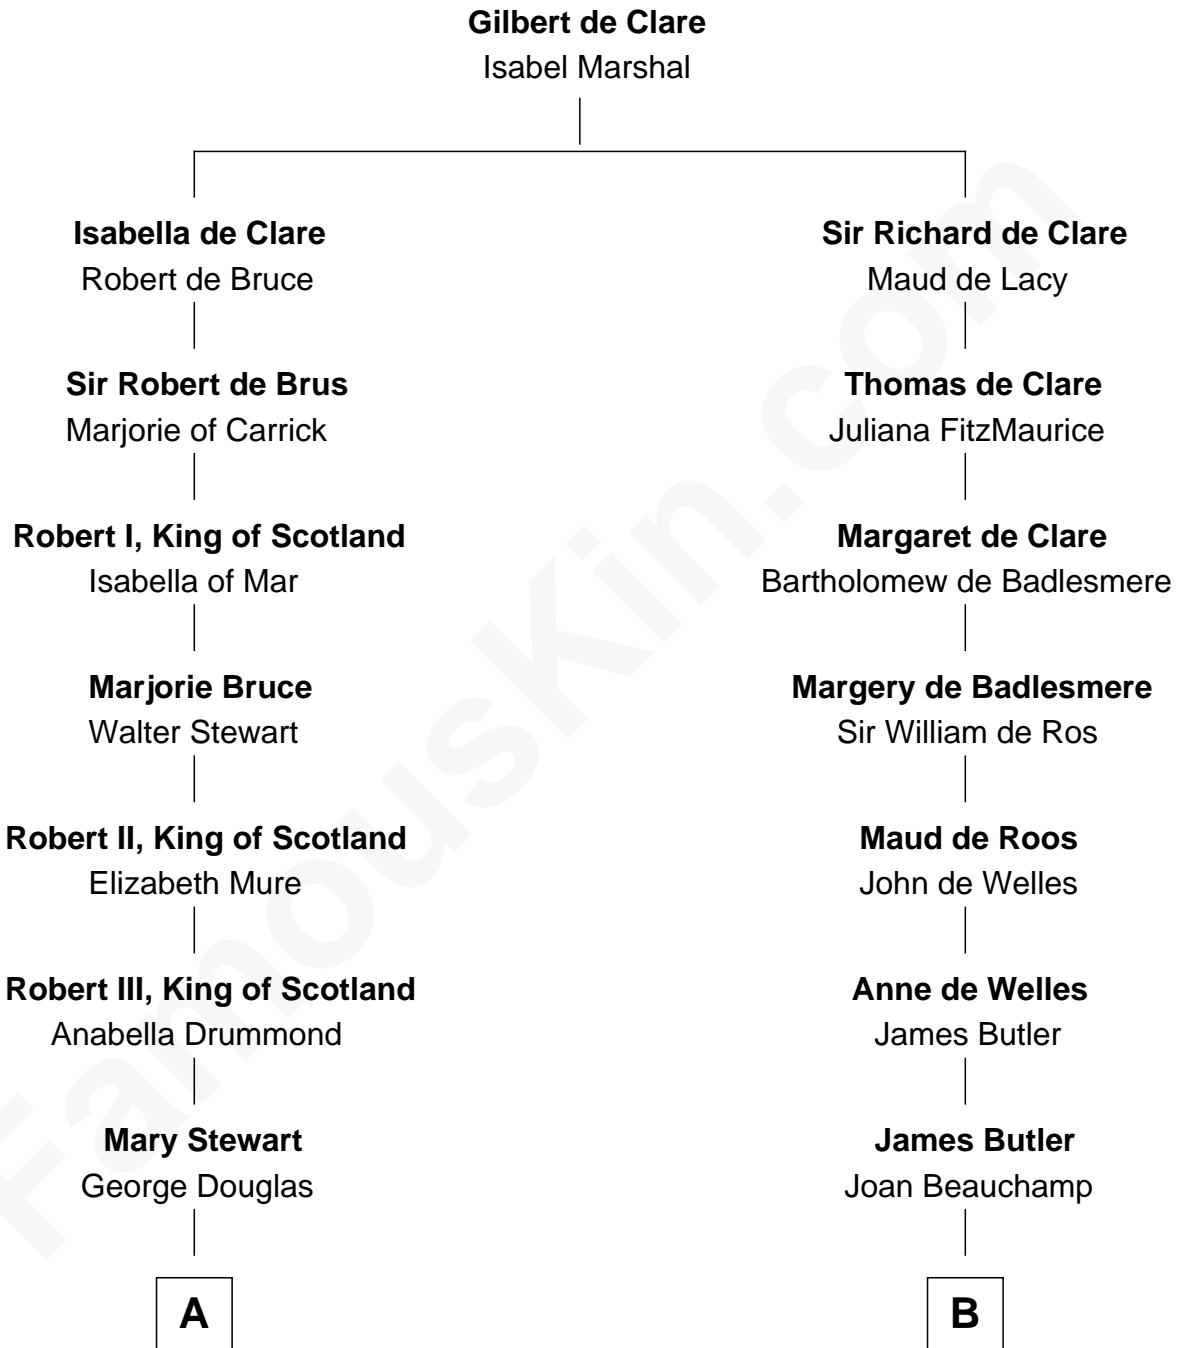 Gilbert de Clare
Isabel Marshal
Isabella de Clare
Robert de Bruce
Sir Richard de Clare
Maud de Lacy
Sir Robert de Brus
Marjorie of Carrick
Thomas de Clare
Juliana FitzMaurice
Robert I, King of Scotland
Isabella of Mar
Margaret de Clare
Bartholomew de Badlesmere
Marjorie Bruce
Walter Stewart
Margery de Badlesmere
Sir William de Ros
Robert II, King of Scotland
Elizabeth Mure
Maud de Roos
John de Welles
Robert III, King of Scotland
Anabella Drummond
Anne de Welles
James Butler
Mary Stewart
George Douglas
James Butler
Joan Beauchamp
A
B
FamousKin.com